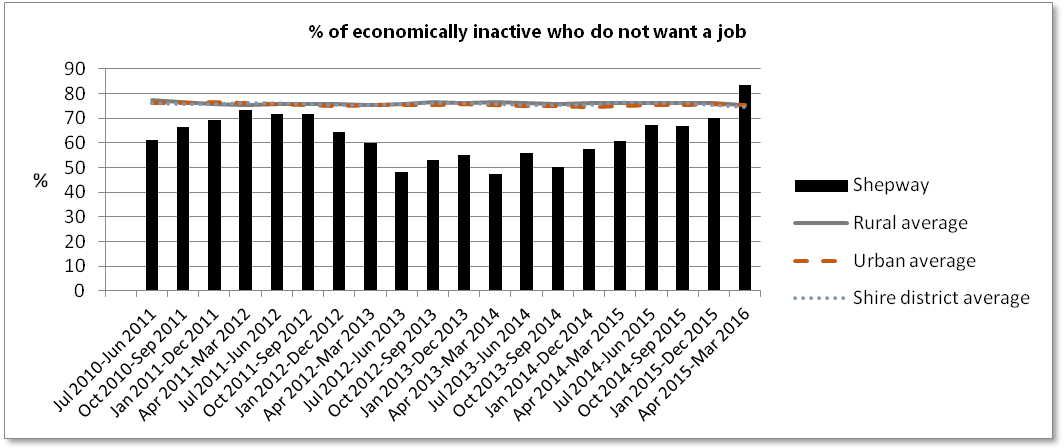 % of economically inactive who do not want a job
90
80
70
60
50
40
30
20
10
0
%
Jul 2010-Jun 2011
Oct 2010-Sep 2011
Jan 2011-Dec 2011
Apr 2011-Mar 2012
Jul 2011-Jun 2012
Oct 2011-Sep 2012
Jan 2012-Dec 2012
Apr 2012-Mar 2013
Jul 2012-Jun 2013
Oct 2012-Sep 2013
Jan 2013-Dec 2013
Apr 2013-Mar 2014
Jul 2013-Jun 2014
Oct 2013-Sep 2014
Jan 2014-Dec 2014
Apr 2014-Mar 2015
Jul 2014-Jun 2015
Oct 2014-Sep 2015
Jan 2015-Dec 2015
Apr 2015-Mar 2016
Shepway
Rural average
Urban average
Shire district average